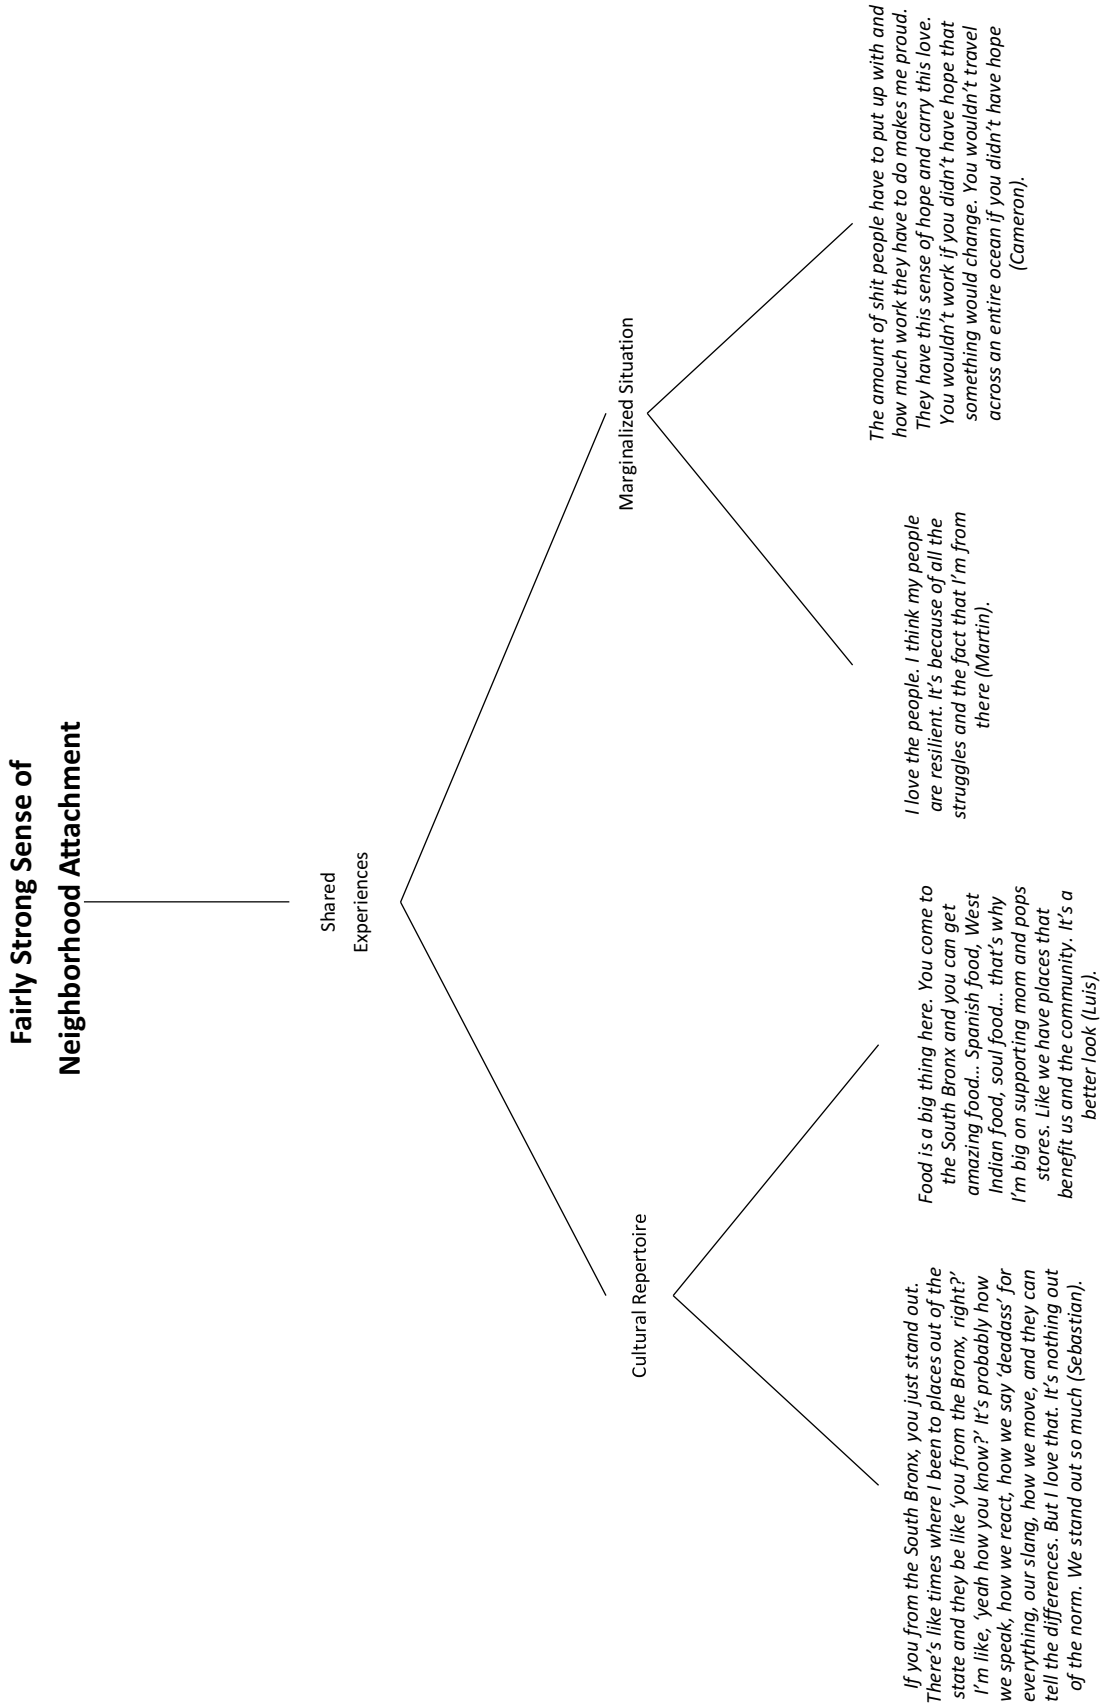 Fairly Strong Sense of
Neighborhood Attachment
Shared
Experiences
Cultural Repertoire
Marginalized Situation
If you from the South Bronx, you just stand out.
There’s like times where I been to places out of the
state and they be like ‘you from the Bronx, right?’
I’m like, ‘yeah how you know?’ It’s probably how
we speak, how we react, how we say ‘deadass’ for
everything, our slang, how we move, and they can
tell the differences. But I love that. It’s nothing out
of the norm. We stand out so much (Sebastian).
Food is a big thing here. You come to
the South Bronx and you can get
amazing food… Spanish food, West
Indian food, soul food… that’s why
I’m big on supporting mom and pops
stores. Like we have places that
benefit us and the community. It’s a
better look (Luis).
I love the people. I think my people
are resilient. It’s because of all the
struggles and the fact that I’m from
there (Martin).
The amount of shit people have to put up with and
how much work they have to do makes me proud.
They have this sense of hope and carry this love.
You wouldn’t work if you didn’t have hope that
something would change. You wouldn’t travel
across an entire ocean if you didn’t have hope
(Cameron).